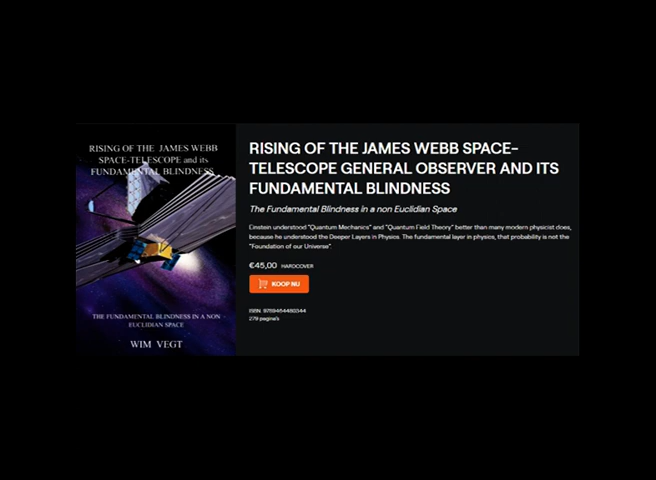 RISING OF THE JAMES WEBB
SPACE-TELESCOPE and its
FUNDAMENTAL BLINDNESS
THE FUNDAMENTAL BLINDNESS IN A NON
EUCLIDIAN SPACE
WIM VEGT
RISING OF THE JAMES WEBB SPACE-
TELESCOPE GENERAL OBSERVER AND ITS
FUNDAMENTAL BLINDNESS
The Fundamental Blindness in a non Euclidian Space
Einstein understood "Quantum Mechanics" and "Quantum Field Theory" better than many modern physicist does,
because he understood the Deeper Layers in Physics. The fundamental layer in physics, that probability is not the
"Foundation of our Universe".
€45,00 HARDCOVER
KOOP NU
ISBN: 9789464480344
279 pagina's